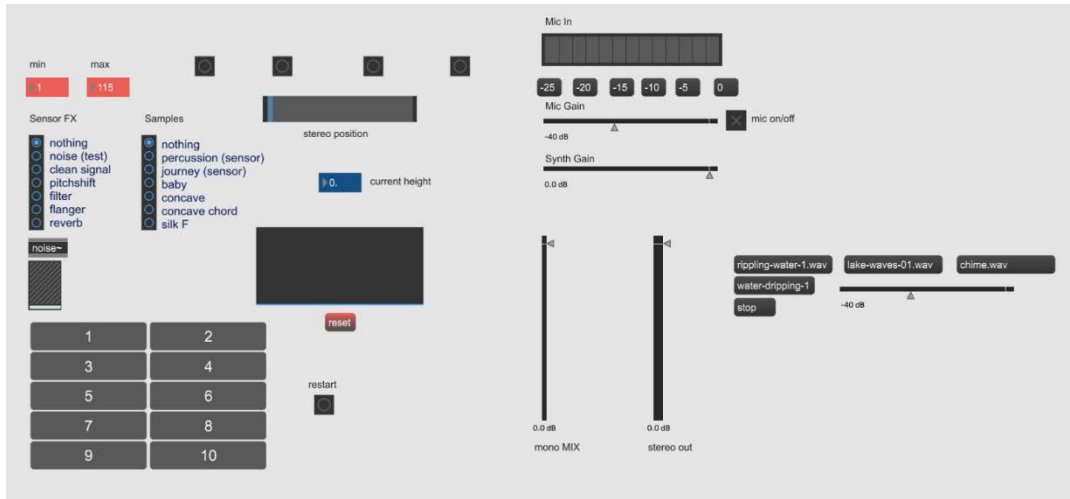 min
max
1
115
Sensor FX
Samples
nothing
noise (test)
clean signal
pitchshift
filter
flanger
reverb
nothing
percussion (sensor)
journey (sensor)
baby
concave
concave chord
silk F
noise~
stereo position
0.
current height
reset
restart
1
2
3
4
5
6
7
8
9
10
Mic In
-25
-20
-15
-10
-5
0
Mic Gain
-40 dB
mic on/off
Synth Gain
0.0 dB
0.0 dB
mono MIX
0.0 dB
stereo out
rippling-water-1.wav
lake-waves-01.wav
chime.wav
water-dripping-1
stop
-40 dB